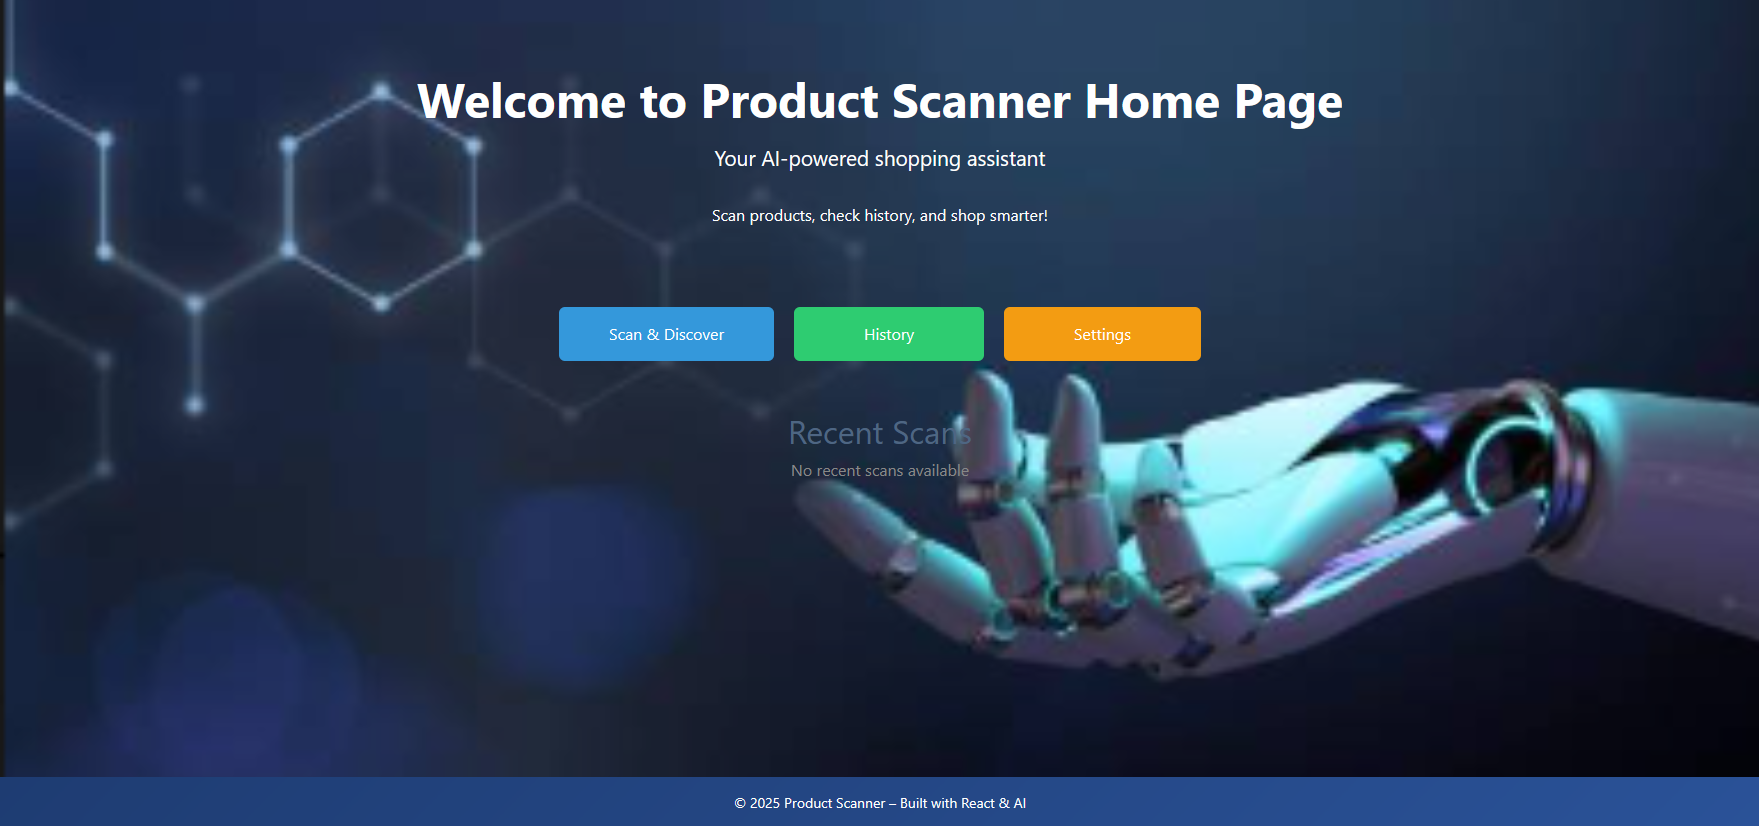 Welcome to Product Scanner Home Page
Your AI-powered shopping assistant
Scan products, check history, and shop smarter!
Scan & Discover
History
Settings
Recent Scans
No recent scans available
© 2025 Product Scanner – Built with React & AI